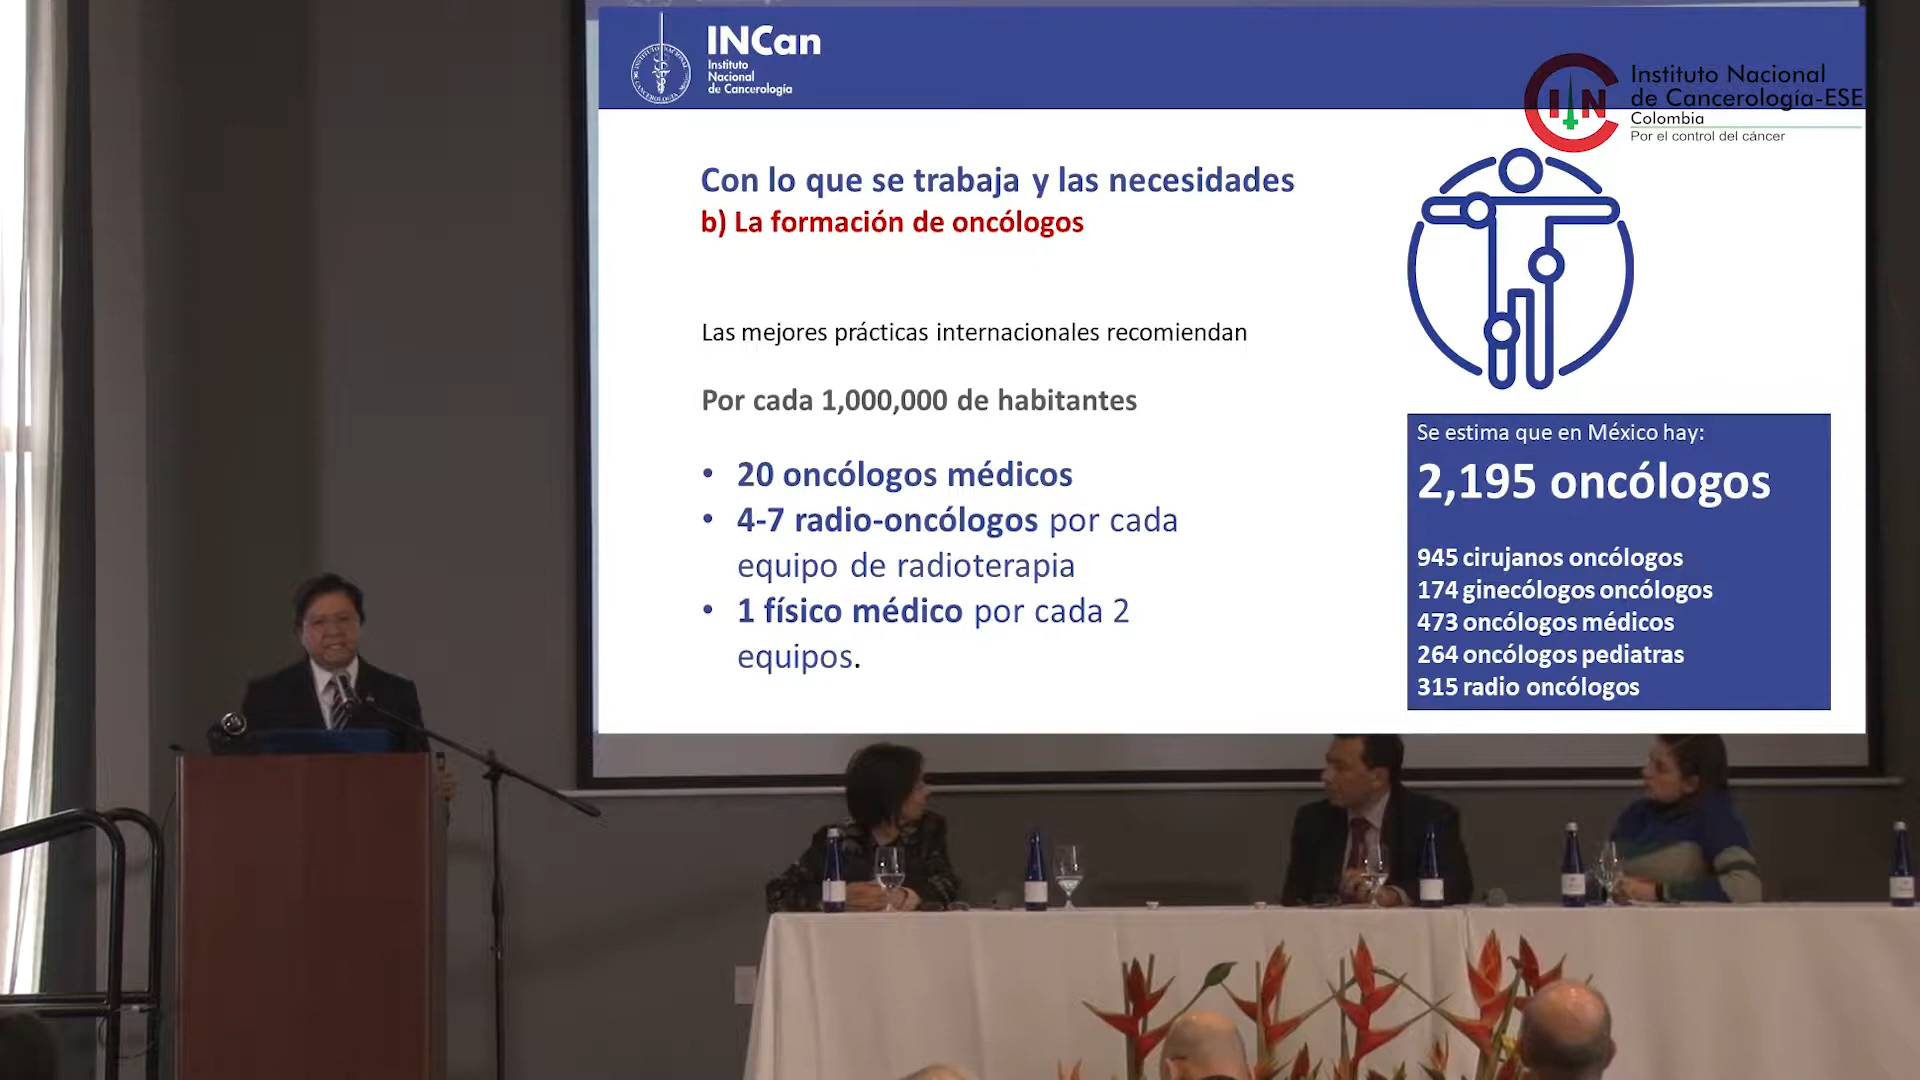 INCan
Instituto
Nacional
de Cancerología
Instituto Nacional
de Cancerología-ESE
Colombia
Por el control del cáncer
Con lo que se trabaja y las necesidades
b) La formación de oncólogos
Las mejores prácticas internacionales recomiendan
Por cada 1,000,000 de habitantes
• 20 oncólogos médicos
• 4-7 radio-oncólogos por cada
equipo de radioterapia
• 1 físico médico por cada 2
equipos.
Se estima que en México hay:
2,195 oncólogos
945 cirujanos oncólogos
174 ginecólogos oncólogos
473 oncólogos médicos
264 oncólogos pediatras
315 radio oncólogos